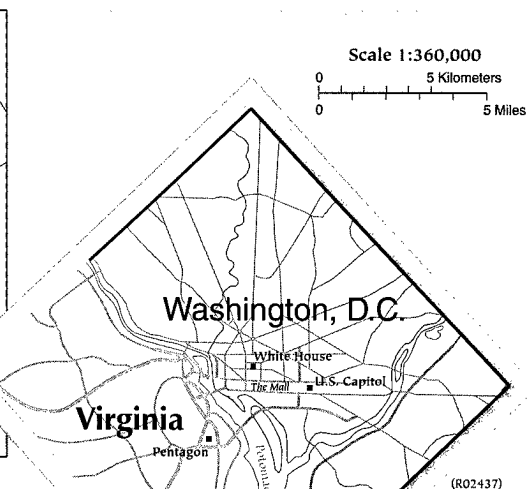 Scale 1:360,000
0 5 Kilometers
0 5 Miles
Washington, D.C.
White House
The Mall
U.S. Capitol
Virginia
Pentagon
(R02437)